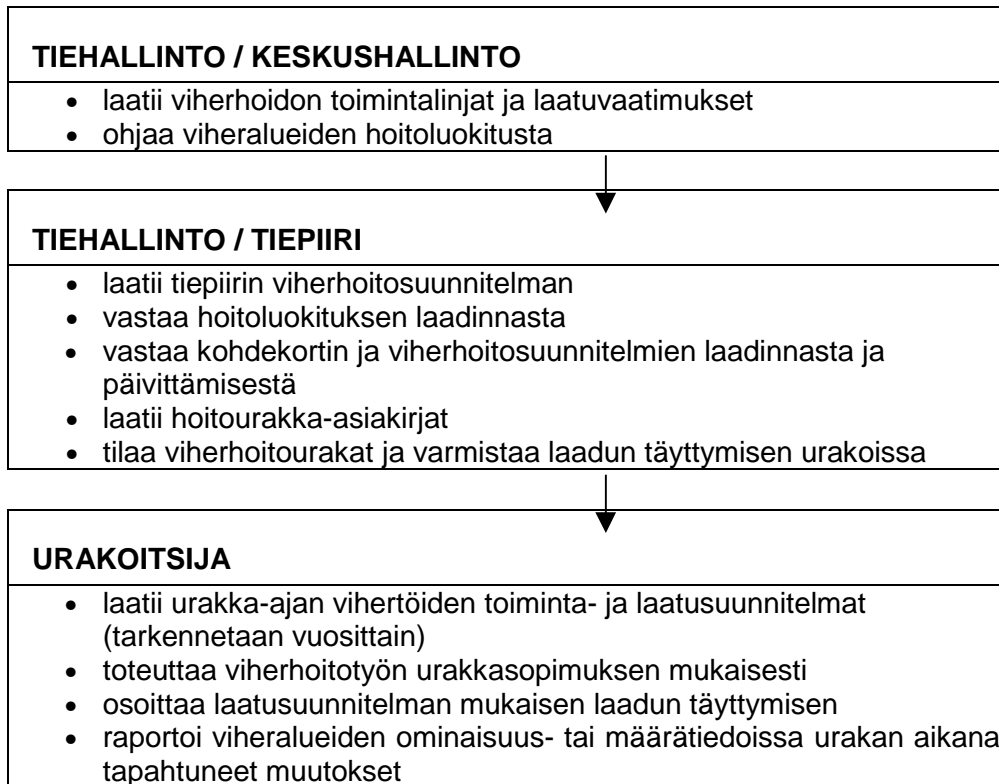 TIEHALLINTO / KESKUSHALLINTO
• laatii viherhoidon toimintalinjat ja laatuvaatimukset
• ohjaa viheralueiden hoitoluokitusta
TIEHALLINTO / TIEPIIRI
• laatii tiepiirin viherhoitosuunnitelman
• vastaa hoitoluokituksen laadinnasta
• vastaa kohdekortin ja viherhoitosuunnitelmien laadinnasta ja
päivittämisestä
• laatii hoitourakka-asiakirjat
• tilaa viherhoitourakat ja varmistaa laadun täyttymisen urakoissa
URAKOITSIJA
• laatii urakka-ajan vihertöiden toiminta- ja laatusuunnitelmat
(tarkennetaan vuosittain)
• toteuttaa viherhoitotyön urakkasopimuksen mukaisesti
• osoittaa laatusuunnitelman mukaisen laadun täyttymisen
• raportoi viheralueiden ominaisuus- tai määrätiedoissa urakan aikana
tapahtuneet muutokset